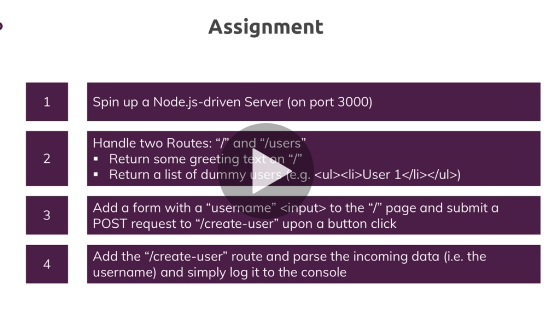 Assignment
1
Spin up a Node.js-driven Server (on port 3000)
2
Handle two Routes: “/” and “/users”
▪ Return some greeting text on “/”
▪ Return a list of dummy users (e.g. <ul><li>User 1</li></ul>)
3
Add a form with a “username” <input> to the “/” page and submit a
POST request to “/create-user” upon a button click
4
Add the “/create-user” route and parse the incoming data (i.e. the
username) and simply log it to the console